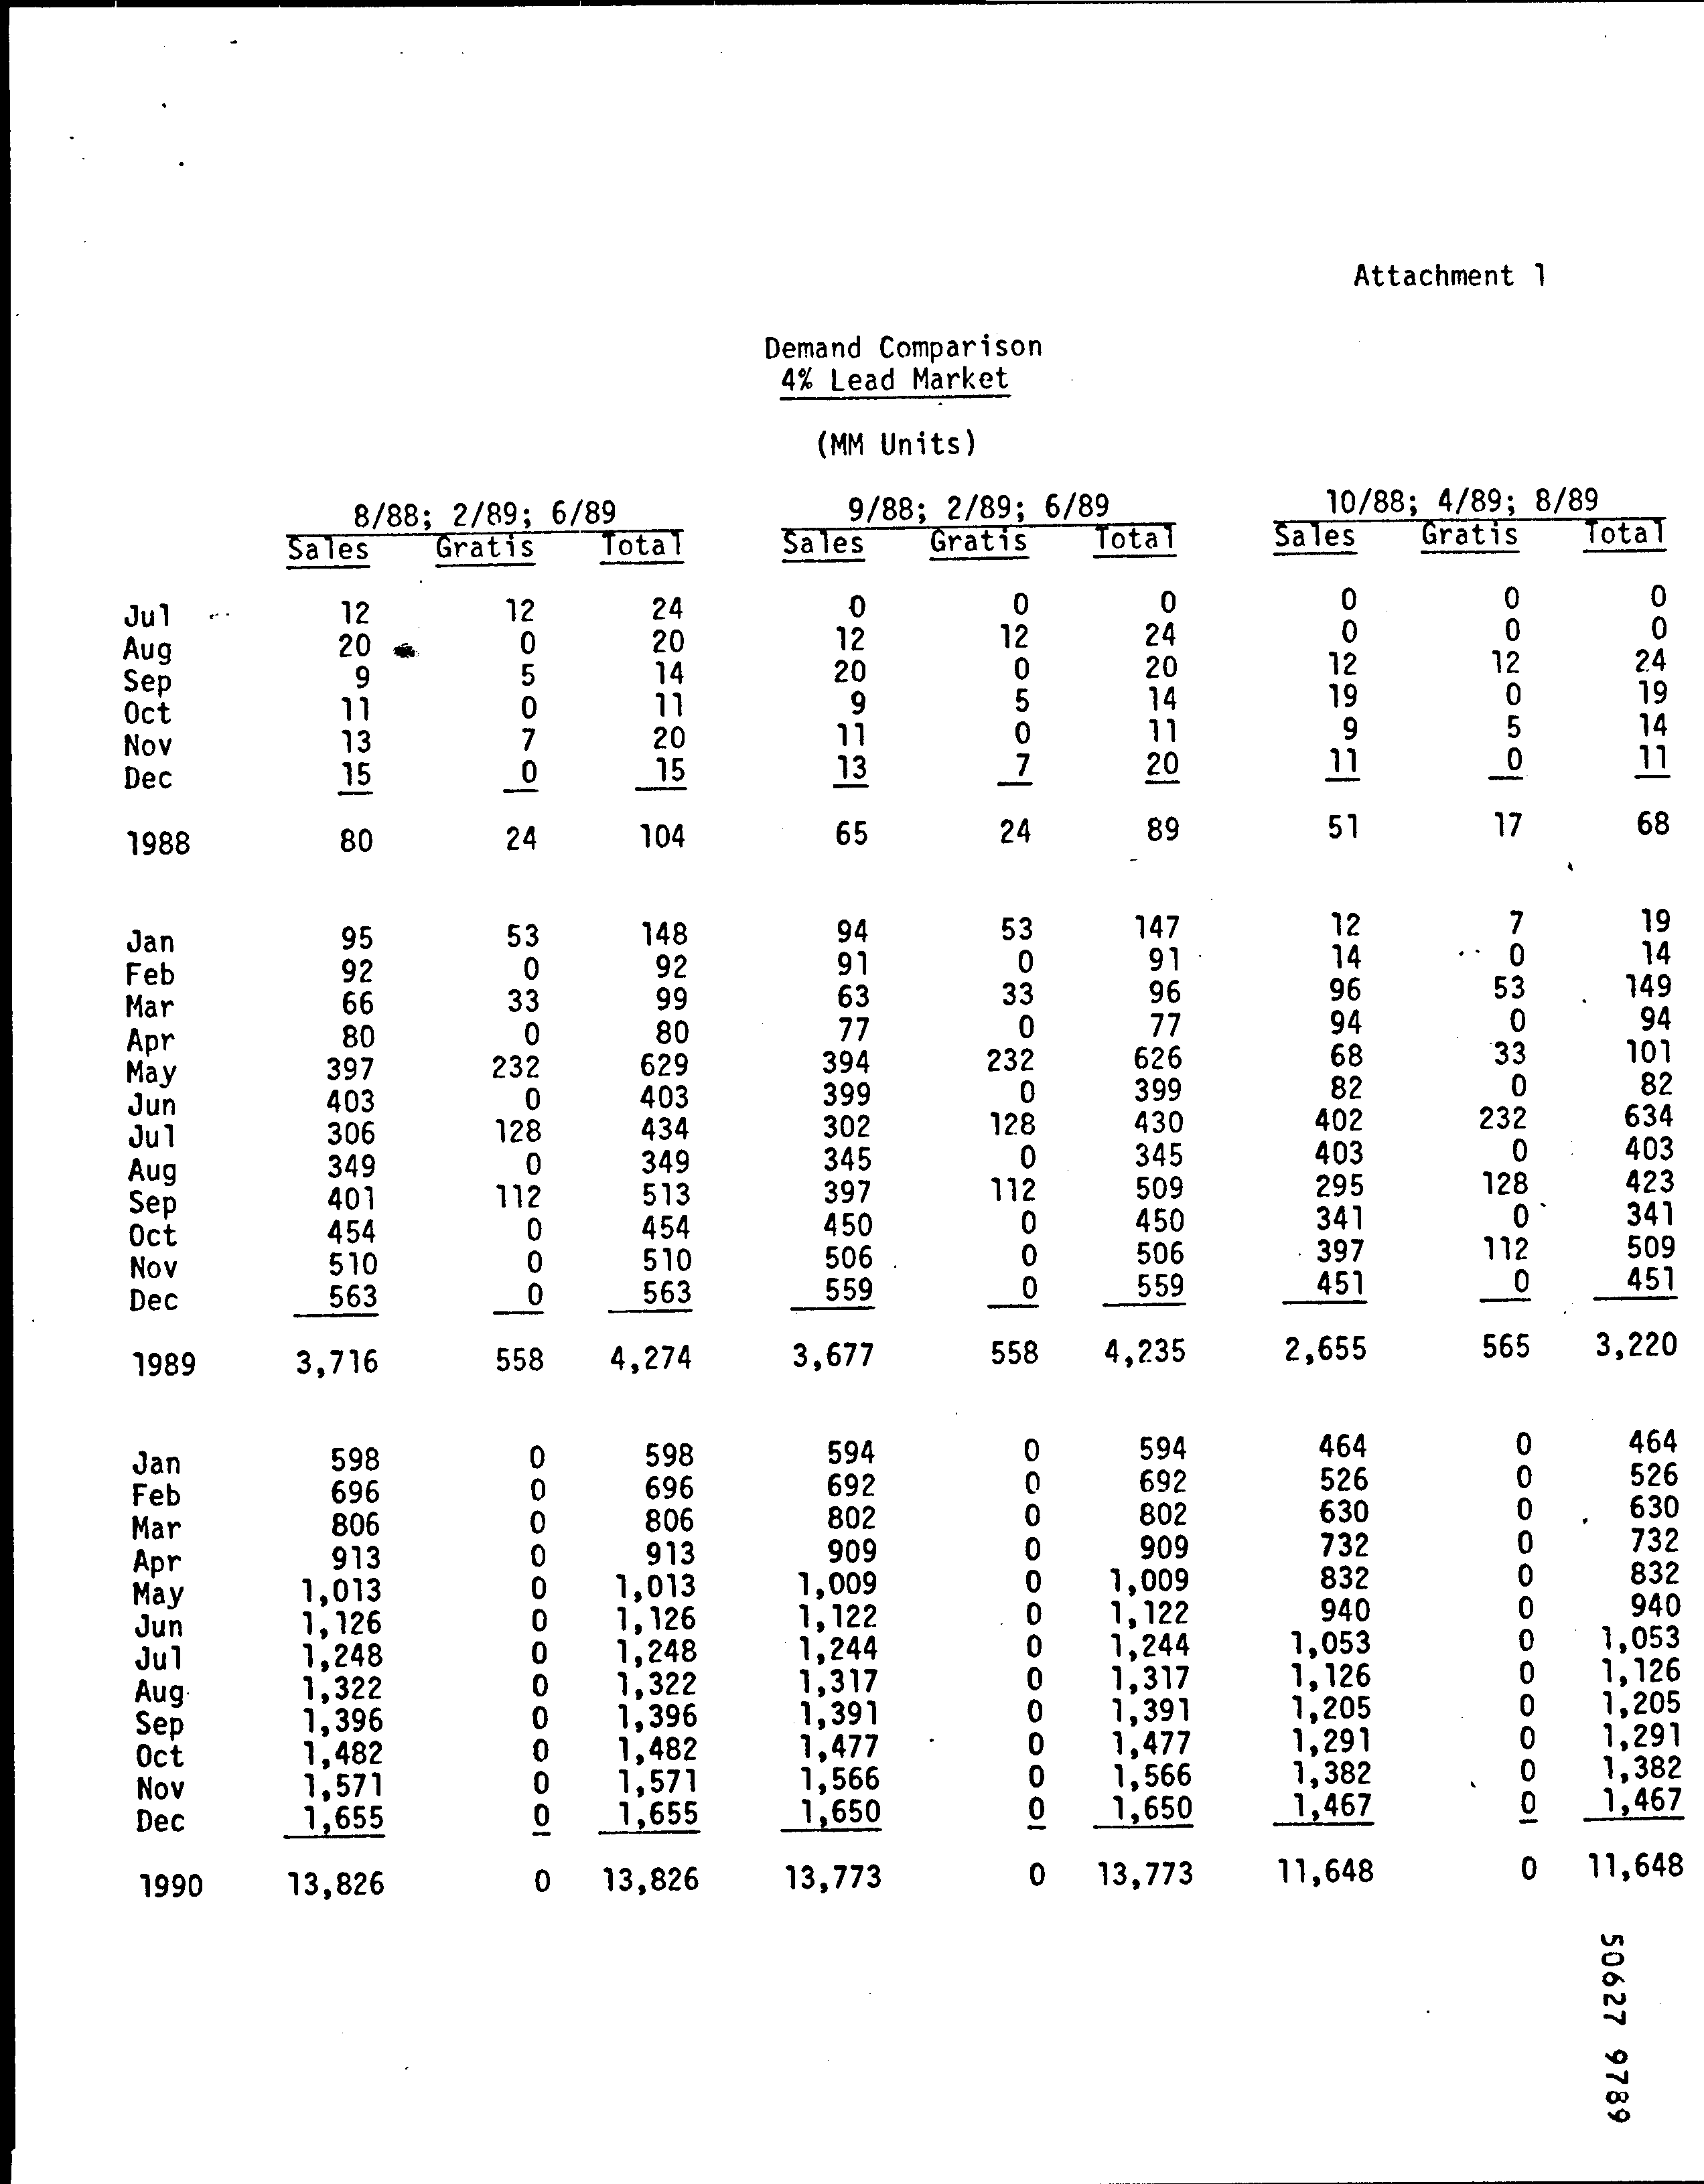 Attachment 1
Demand Comparison
4% Lead Market
(MM Units)
8/88; 2/89; 6/89 9/88; 2/89; 6/89 10/88; 4/89; 8/89
Sales Gratis Total Sales Gratis Total Sales Gratis Total
Jul 12 12 24 0 0 0 0 0 0
Aug 20 0 20 12 12 24 0 0 0
Sep 9 5 14 20 0 20 12 12 24
Oct 11 0 11 9 5 14 19 0 19
Nov 13 7 20 11 0 11 9 5 14
Dec 15 0 15 13 7 20 11 0 11
1988 80 24 104 65 24 89 51 17 68
Jan 95 53 148 94 53 147 12 7 19
Feb 92 0 92 91 0 91 14 0 14
Mar 66 33 99 63 33 96 96 53 149
Apr 80 0 80 77 0 77 94 0 94
May 397 232 629 394 232 626 68 33 101
Jun 403 0 403 399 0 399 82 0 82
Jul 306 128 434 302 128 430 402 232 634
Aug 349 0 349 345 0 345 403 0 403
Sep 401 112 513 397 112 509 295 128 423
Oct 454 0 454 450 0 450 341 0 341
Nov 510 0 510 506 0 506 397 112 509
Dec 563 0 563 559 0 559 451 0 451
1989 3,716 558 4,274 3,677 558 4,235 2,655 565 3,220
Jan 598 0 598 594 0 594 464 0 464
Feb 696 0 696 692 0 692 526 0 526
Mar 806 0 806 802 0 802 630 0 630
Apr 913 0 913 909 0 909 732 0 732
May 1,013 0 1,013 1,009 0 1,009 832 0 832
Jun 1,126 0 1,126 1,122 0 1,122 940 0 940
Jul 1,248 0 1,248 1,244 0 1,244 1,053 0 1,053
Aug 1,322 0 1,322 1,317 0 1,317 1,126 0 1,126
Sep 1,396 0 1,396 1,391 0 1,391 1,205 0 1,205
Oct 1,482 0 1,482 1,477 0 1,477 1,291 0 1,291
Nov 1,571 0 1,571 1,566 0 1,566 1,382 0 1,382
Dec 1,655 0 1,655 1,650 0 1,650 1,467 0 1,467
1990 13,826 0 13,826 13,773 0 13,773 11,648 0 11,648
50627 9789